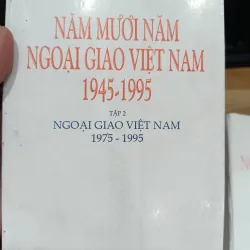 NĂM MƯƠI NĂM
NGOẠI GIAO VIỆT NAM
1945-1995
TẬP 2
NGOẠI GIAO VIỆT NAM
1975 - 1995